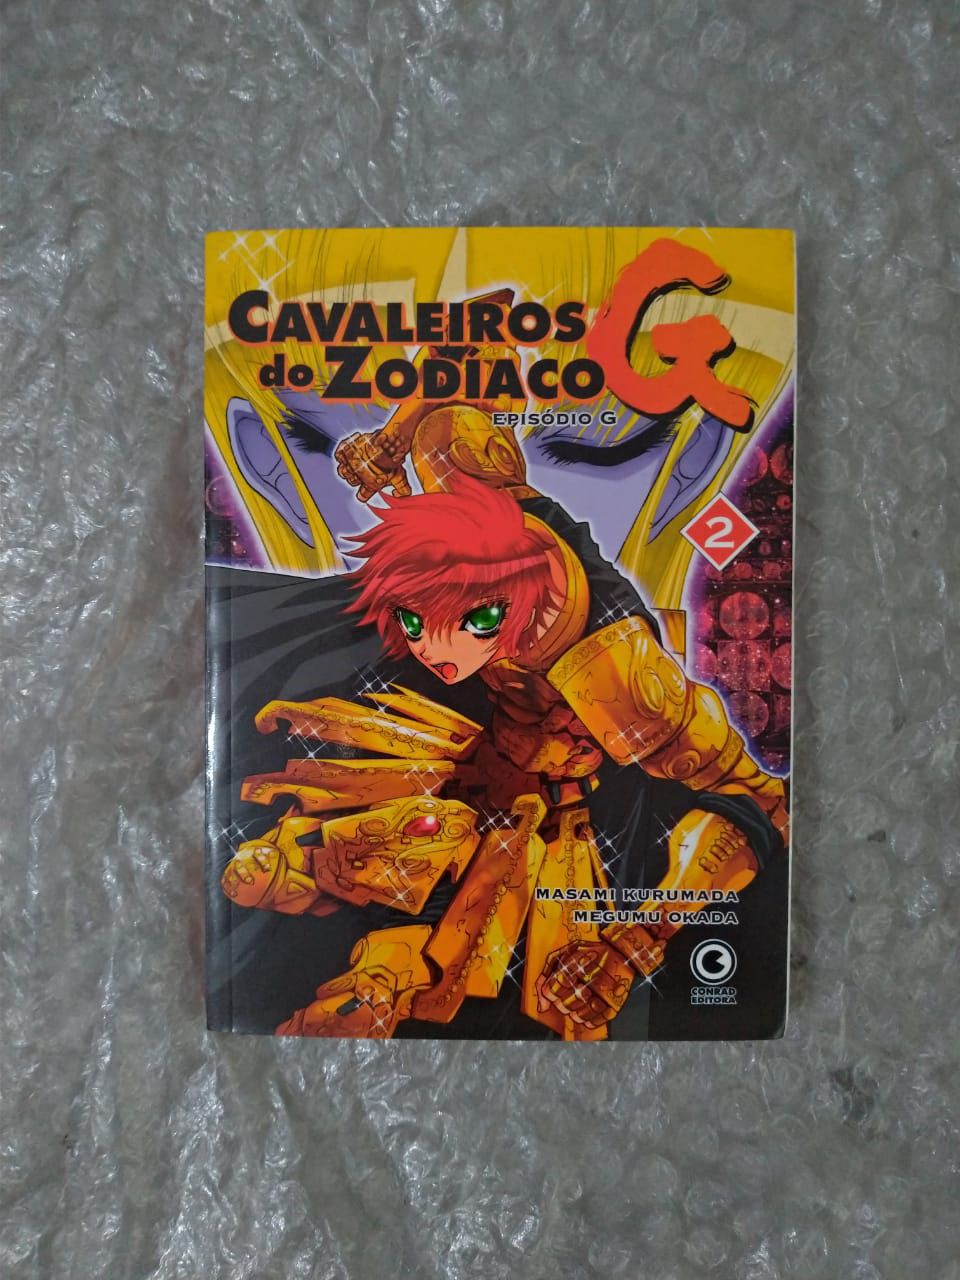 CAVALEIROS
DO ZODÍACO
G
EPISÓDIO G
2
MASAMI KURUMADA
MEGUMU OKADA
CONRAD
EDITORA